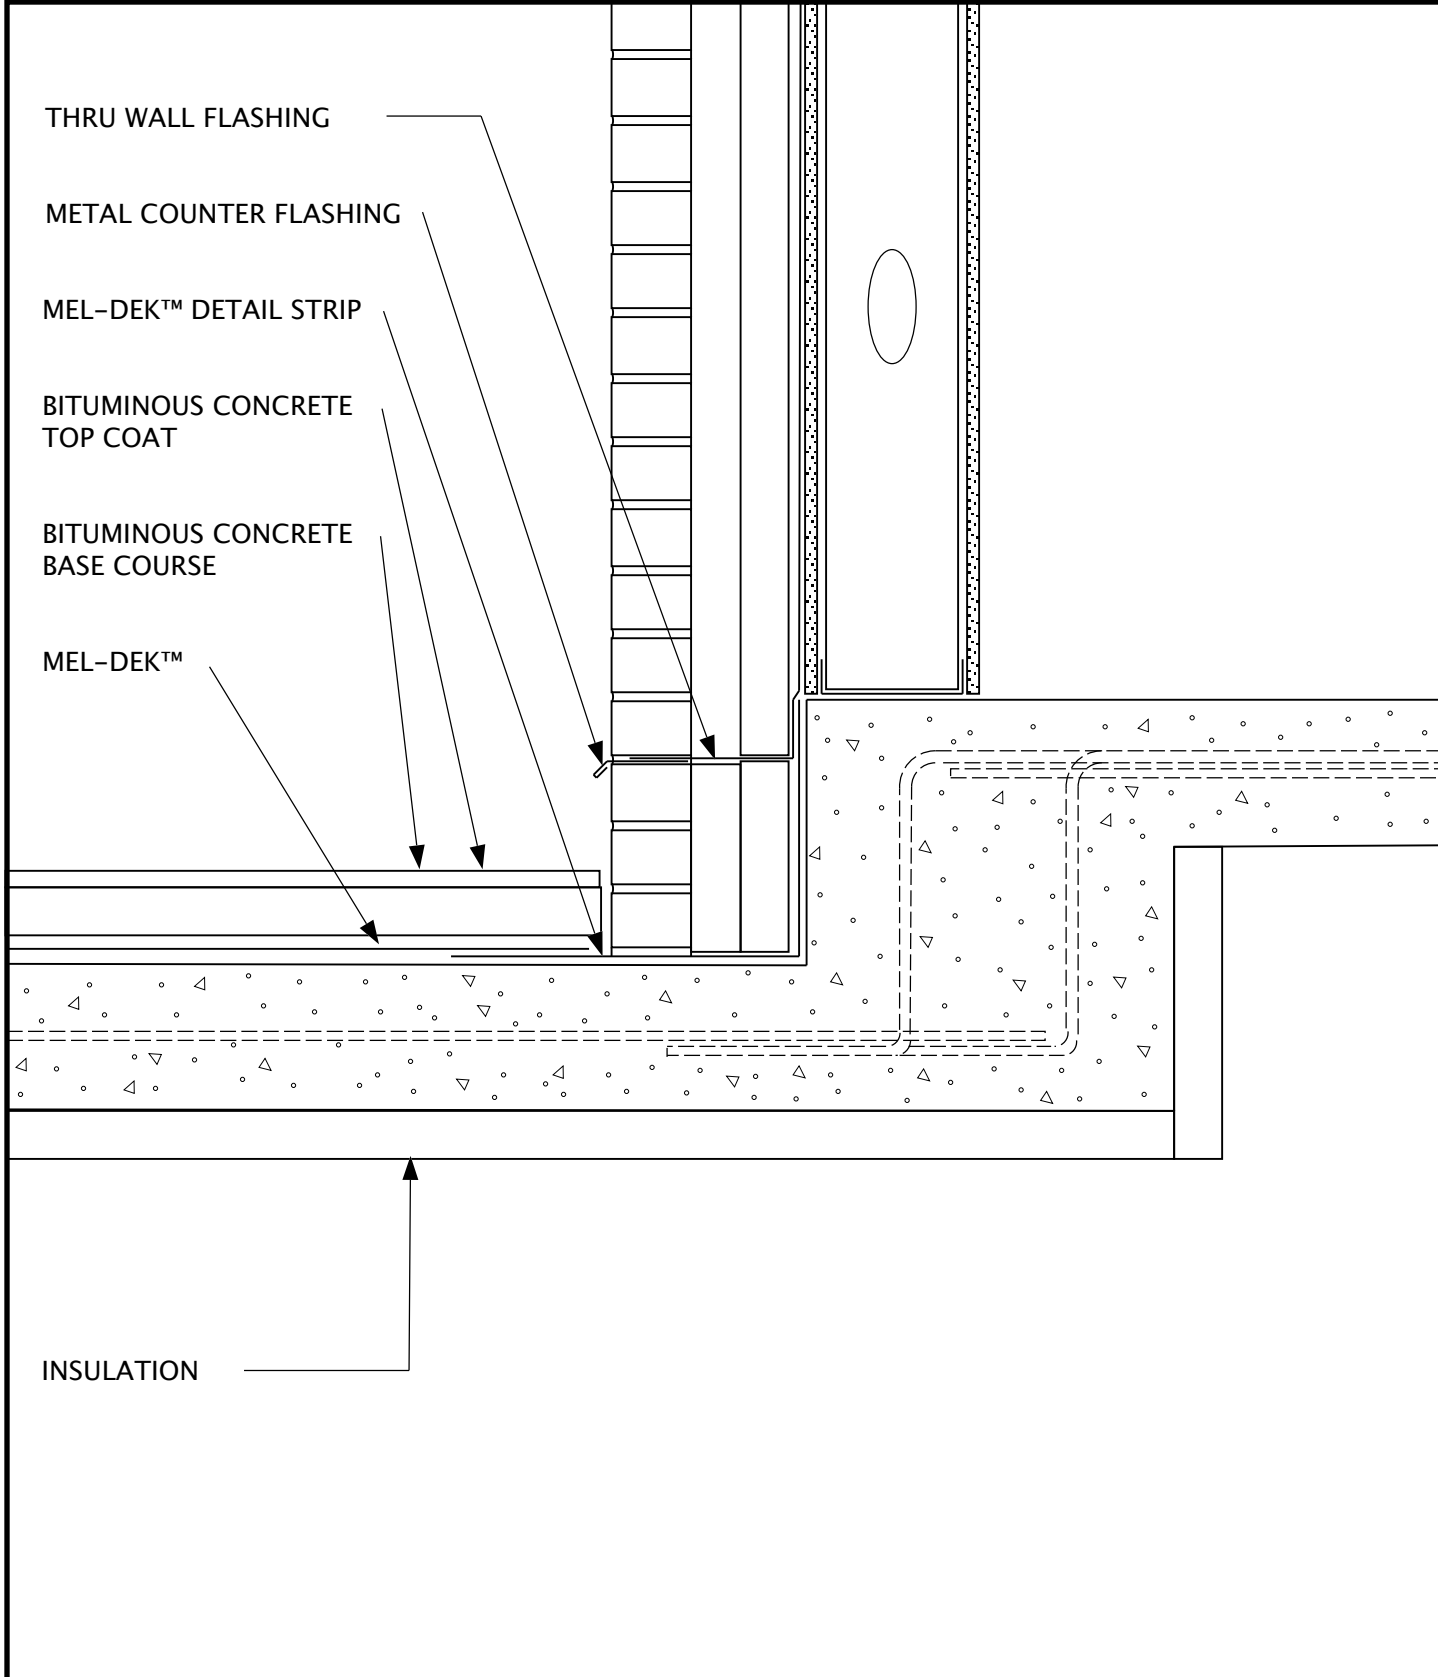 THRU WALL FLASHING
METAL COUNTER FLASHING
MEL-DEK™ DETAIL STRIP
BITUMINOUS CONCRETE
TOP COAT
BITUMINOUS CONCRETE
BASE COURSE
MEL-DEK™
INSULATION